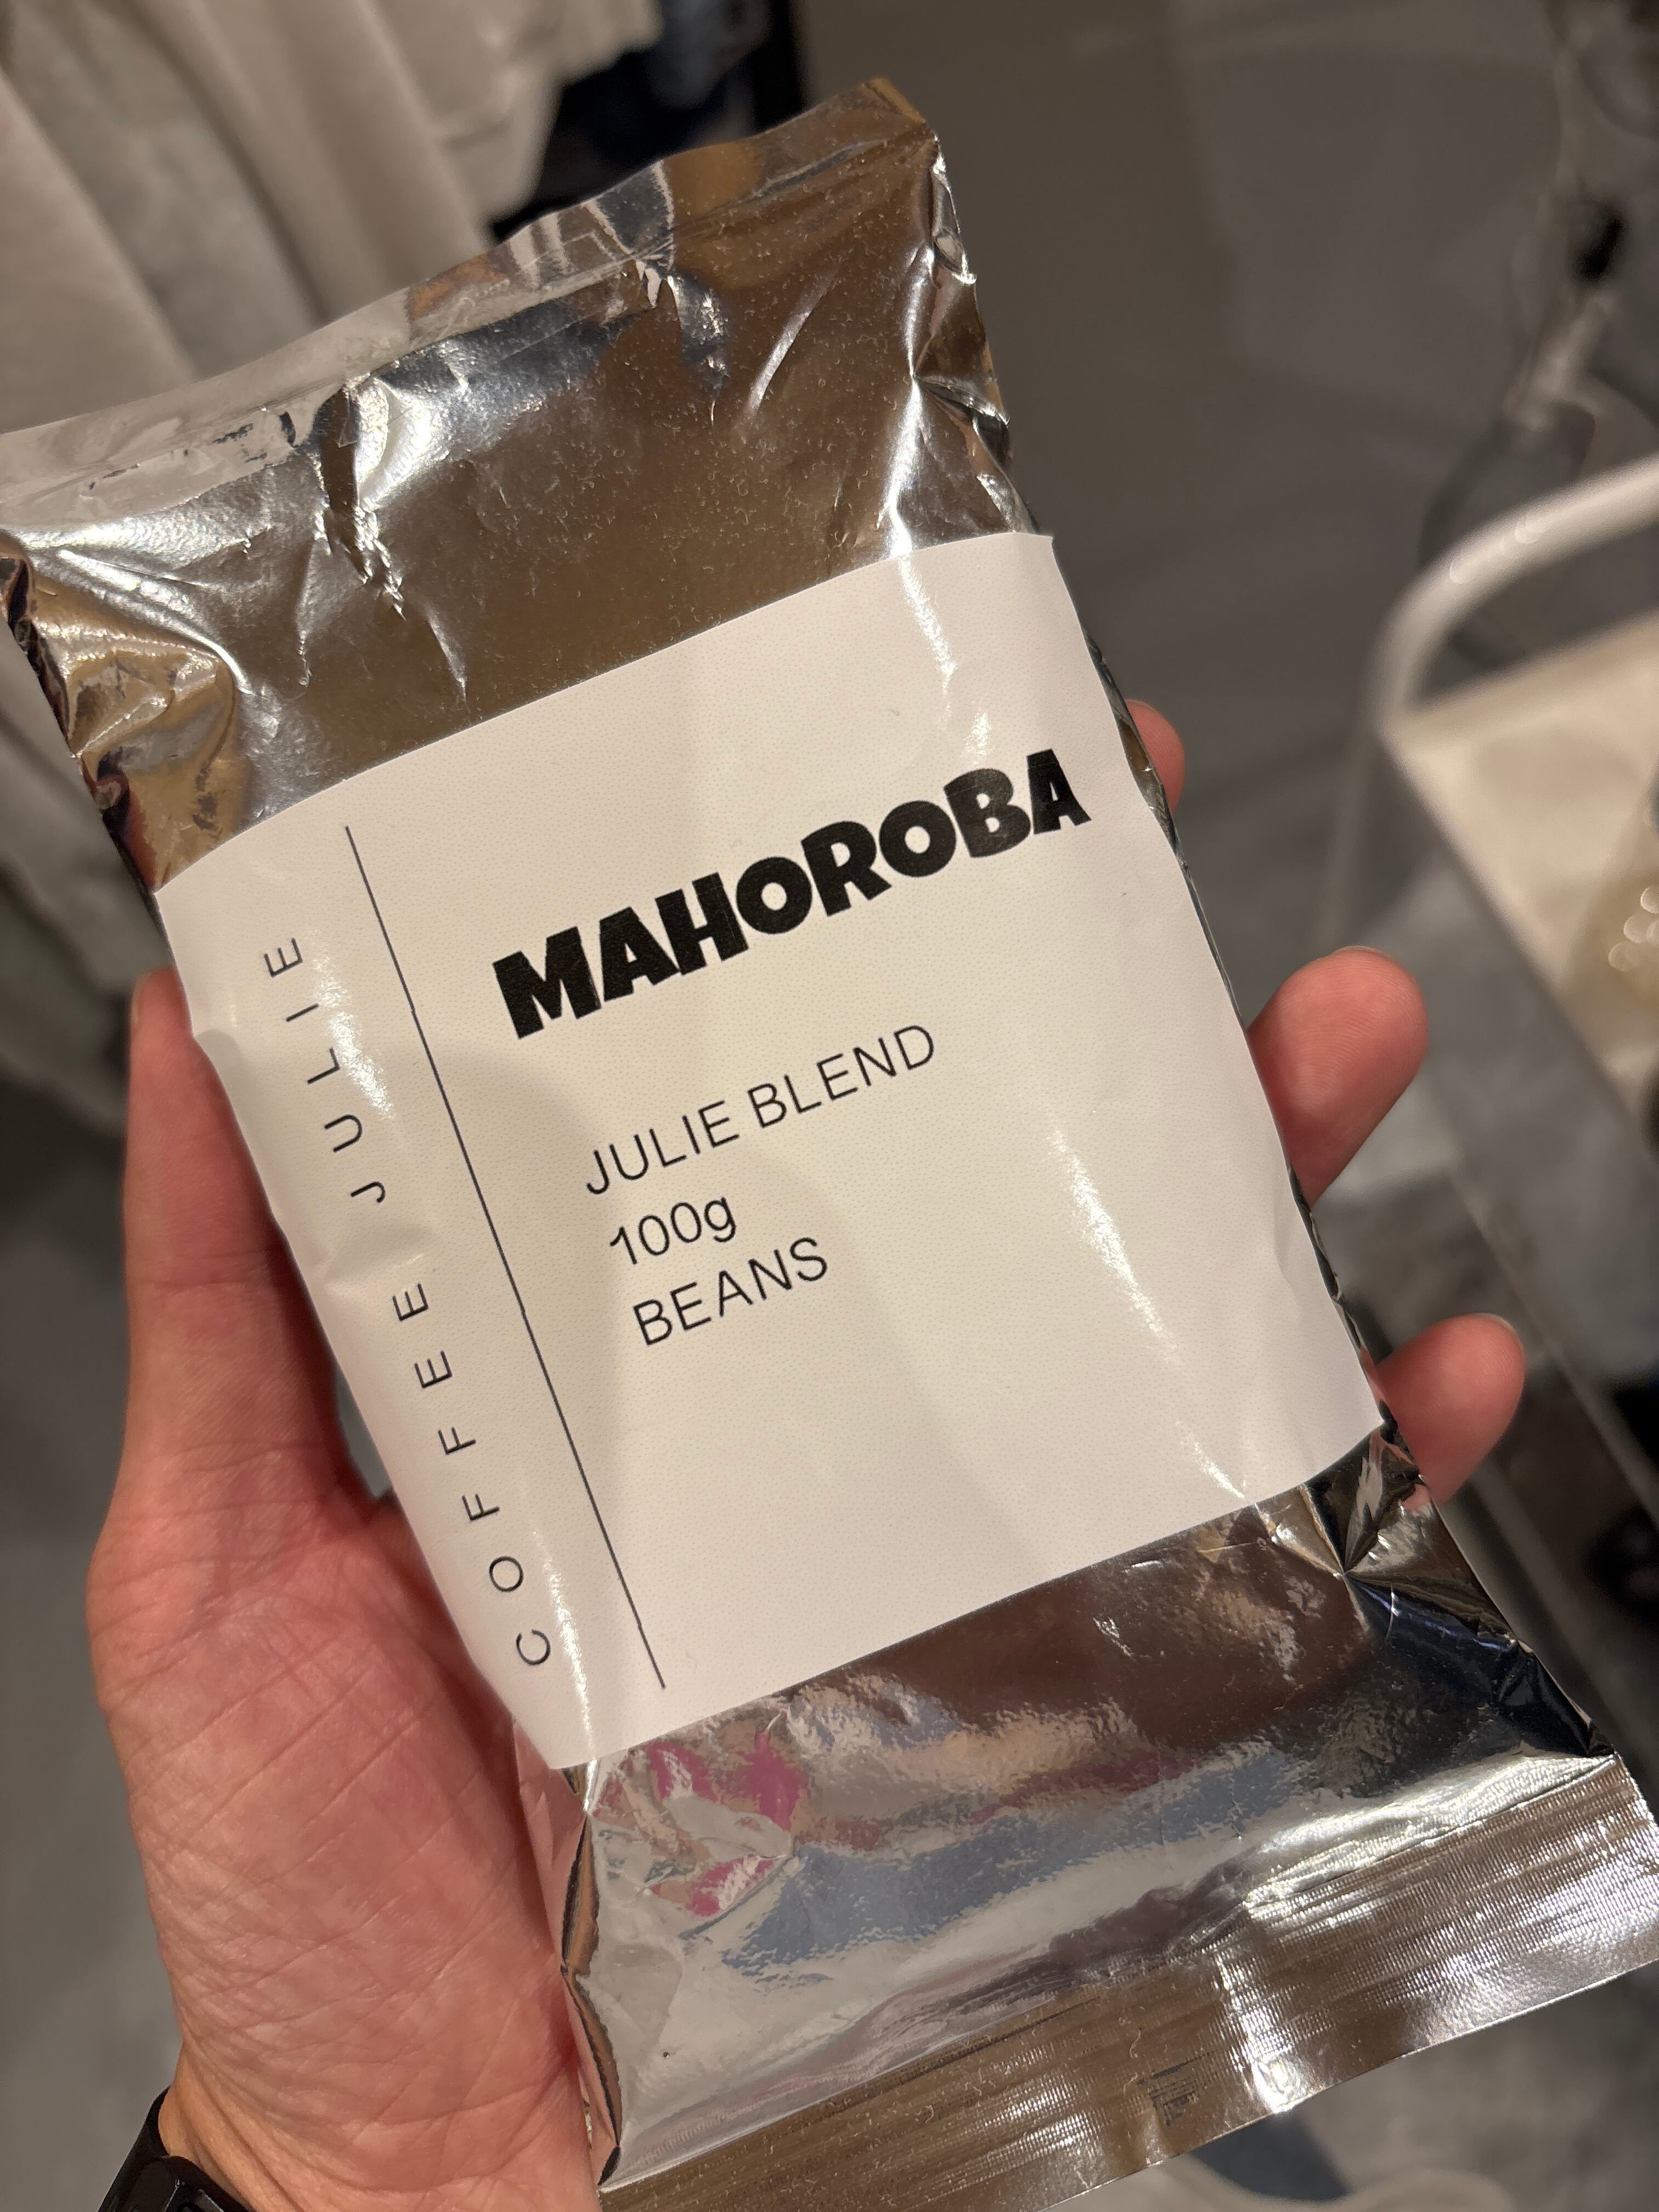 MAHOROBA
JULIE BLEND
100g
BEANS
COFFEE JULIE